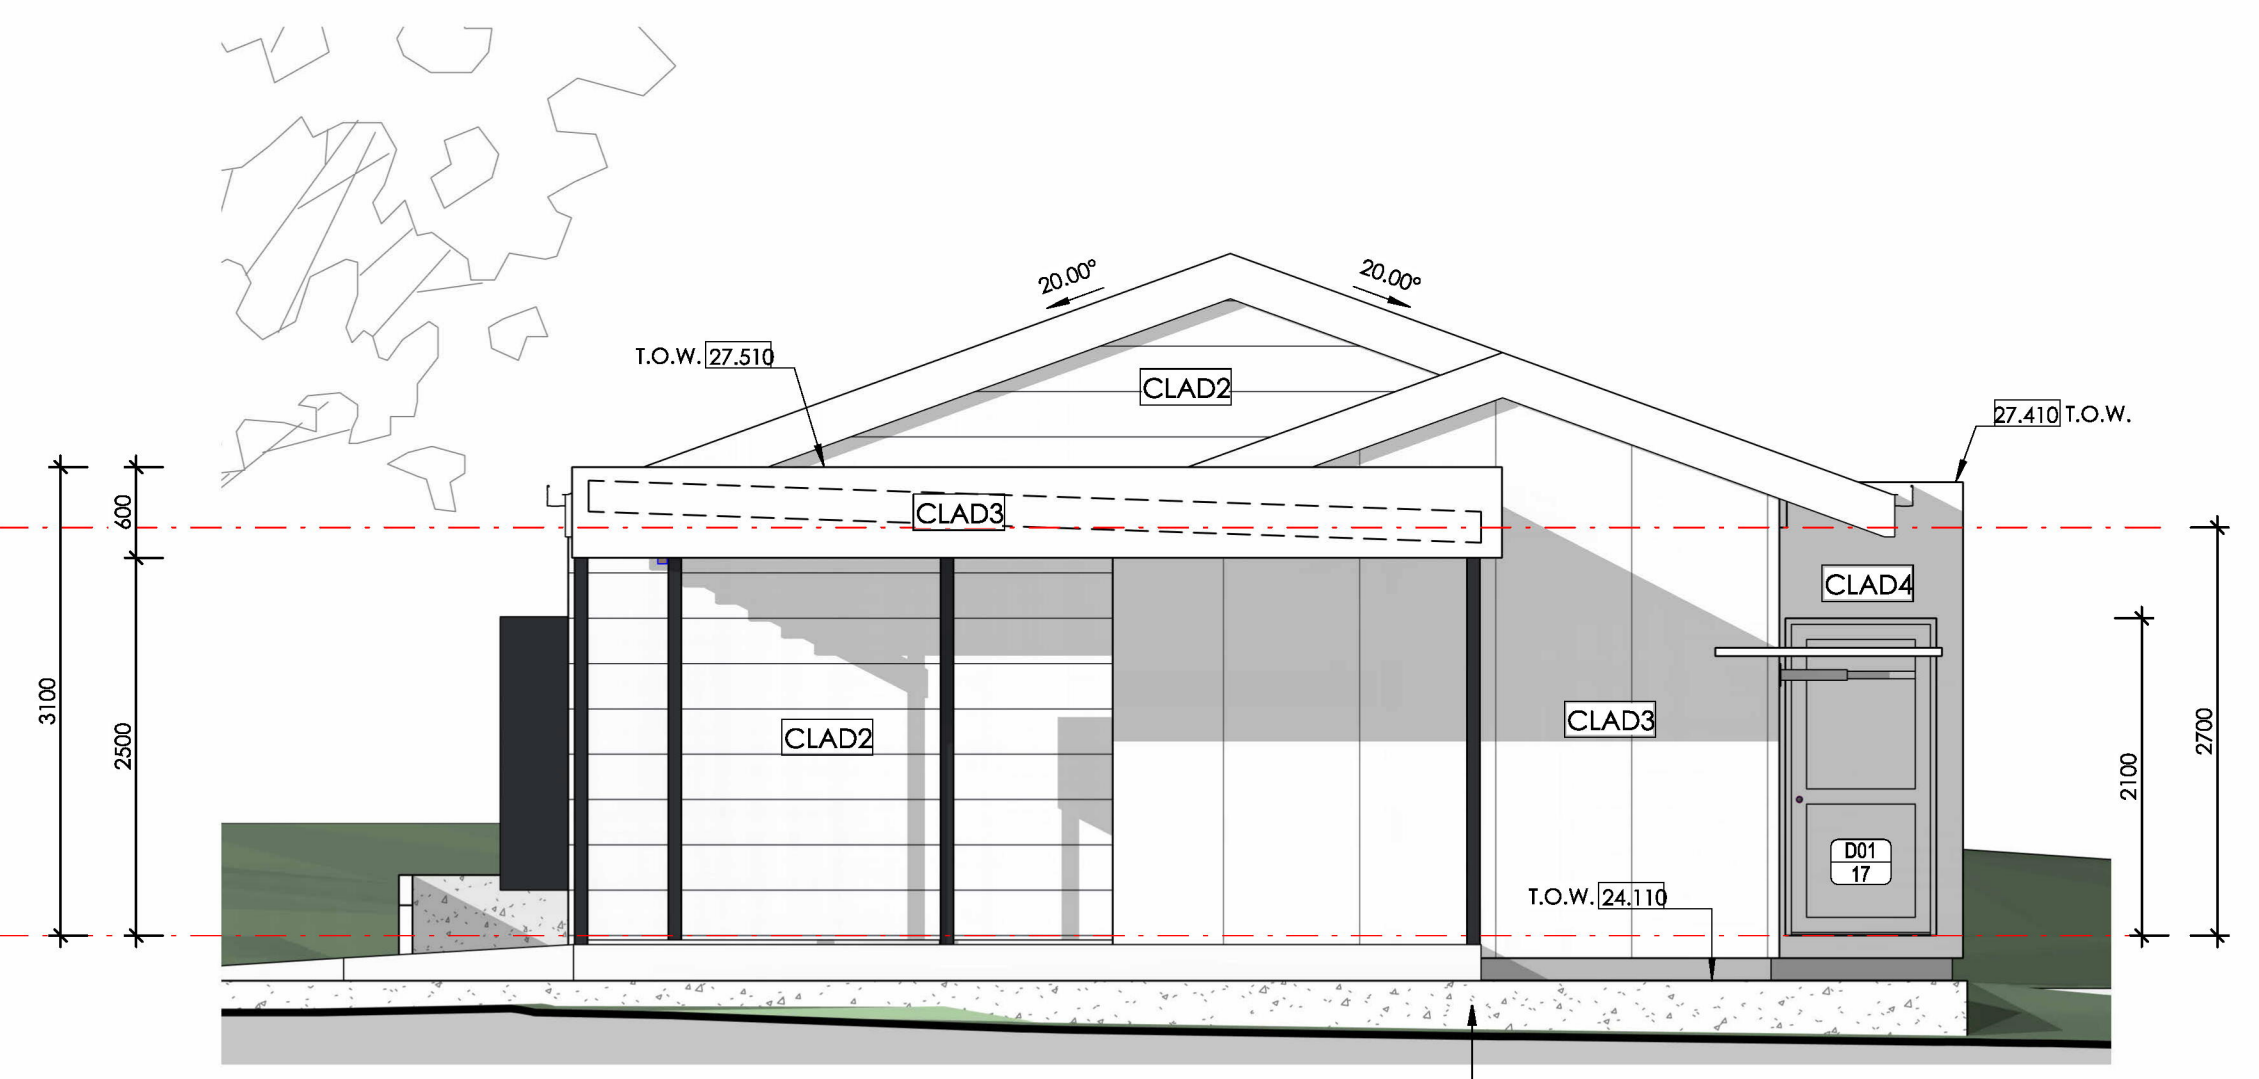 20.00°
20.00°
T.O.W. 27.510
CLAD2
27.410 T.O.W.
600
CLAD3
CLAD4
3100
2500
CLAD2
CLAD3
2700
2100
D01
17
T.O.W. 24.110